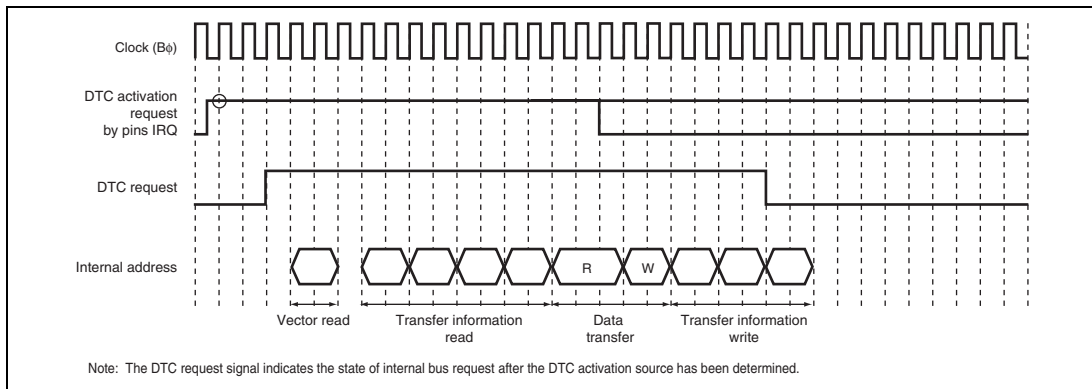 Clock (Bϕ)
DTC activation
request
by pins IRQ
DTC request
Internal address
R
W
Vector read
Transfer information
read
Data
transfer
Transfer information
write
Note: The DTC request signal indicates the state of internal bus request after the DTC activation source has been determined.